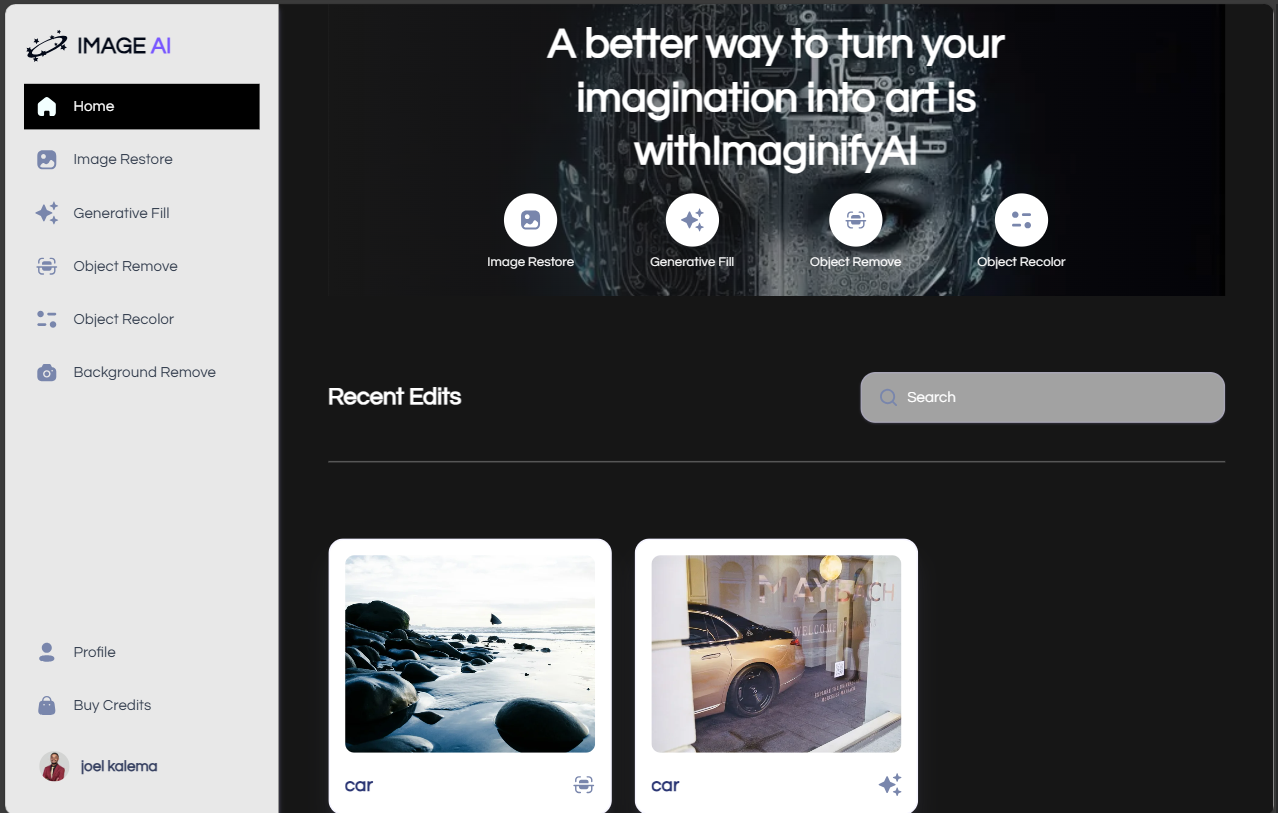 IMAGE AI
Home
Image Restore
Generative Fill
Object Remove
Object Recolor
Background Remove
Profile
Buy Credits
joel kalema
A better way to turn your
imagination into art is
withImaginifyAI
Image Restore
Generative Fill
Object Remove
Object Recolor
Recent Edits
Search
MAYBACH
WELCOME
car
car